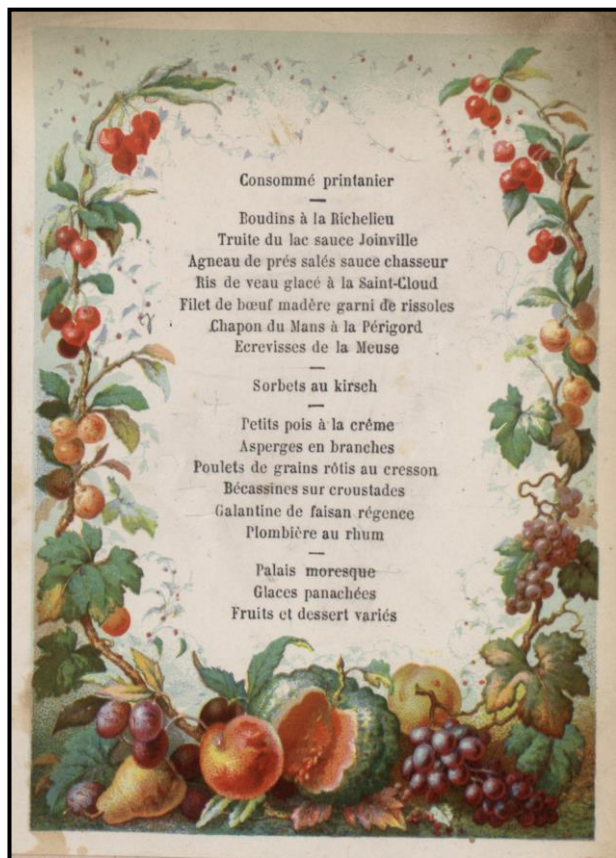 Consommé printanier
Boudins à la Richelieu
Truite du lac sauce Joinville
Agneau de prés salés sauce chasseur
Ris de veau glacé à la Saint-Cloud
Filet de bœuf madère garni de rissoles
Chapon du Mans à la Périgord
Ecrevisses de la Meuse
Sorbets au kirsch
Petits pois à la crême
Asperges en branches
Poulets de grains rôtis au cresson
Bécassines sur croustades
Galantine de faisan régence
Plombière au rhum
Palais moresque
Glaces panachées
Fruits et dessert variés